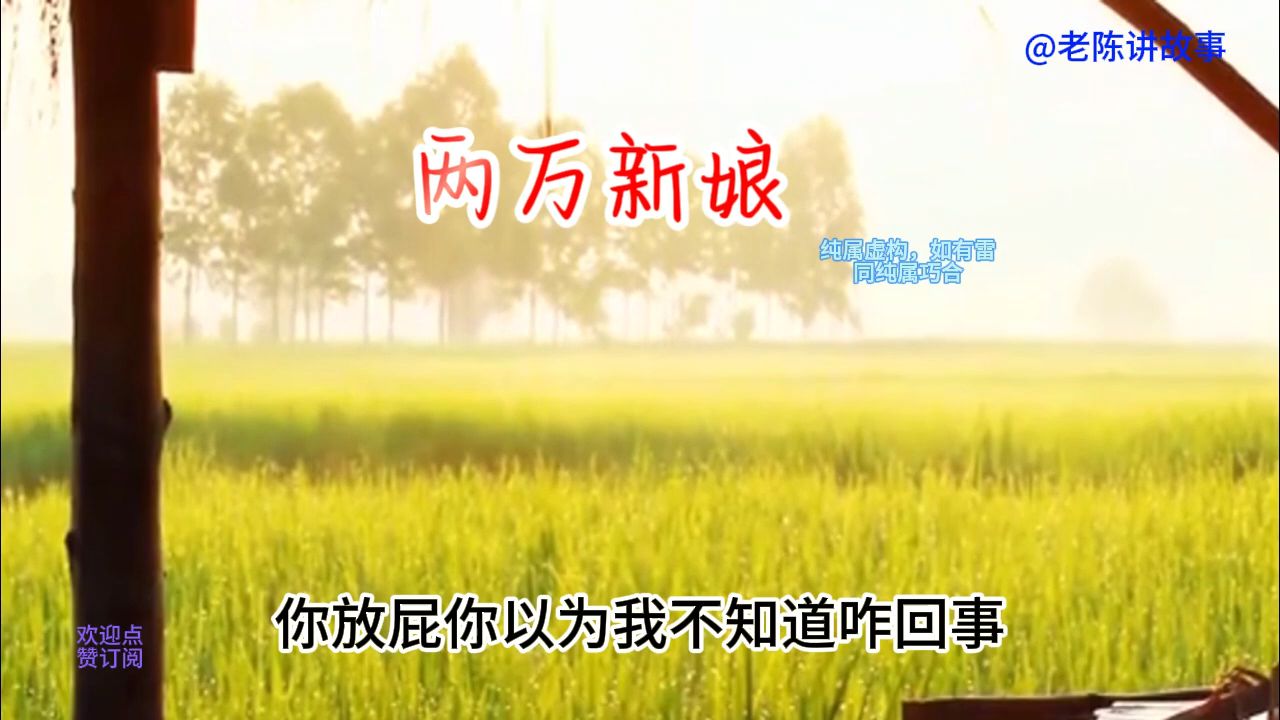 @老陈讲故事
两万新娘
纯属虚构，如有雷
同纯属巧合
你放屁你以为我不知道咋回事
欢迎点
赞订阅